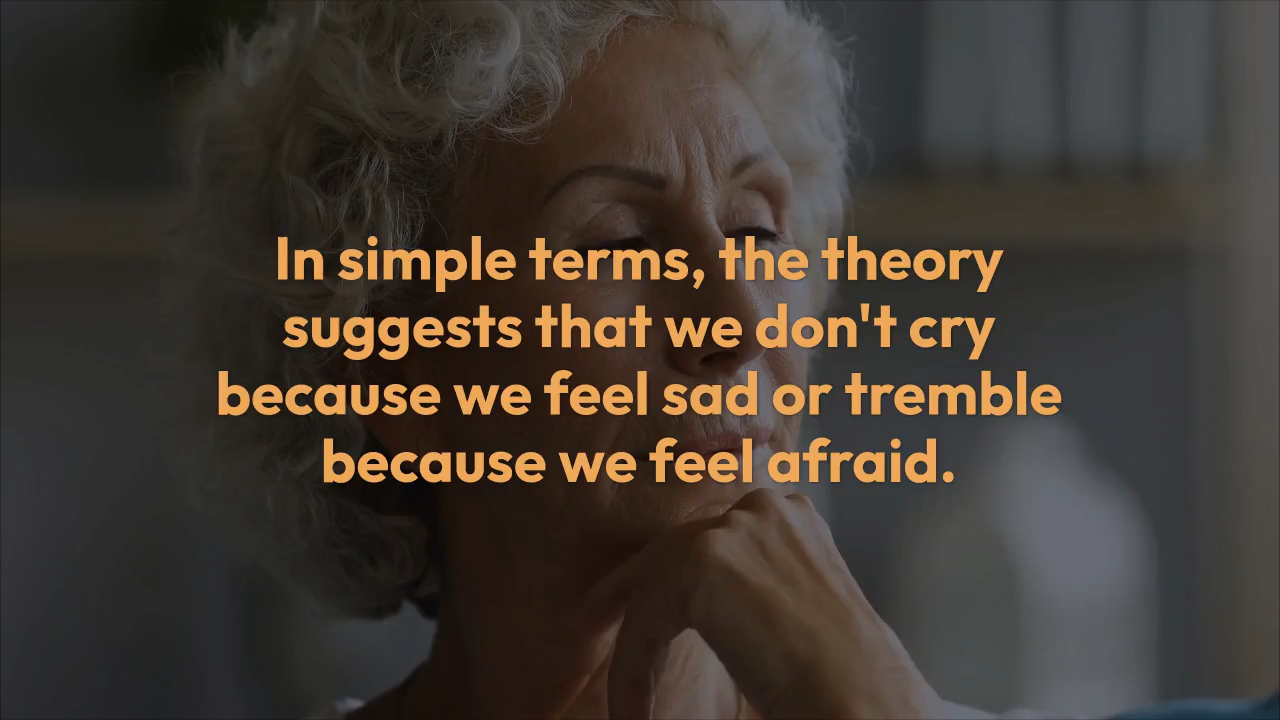 In simple terms, the theory
suggests that we don't cry
because we feel sad or tremble
because we feel afraid.